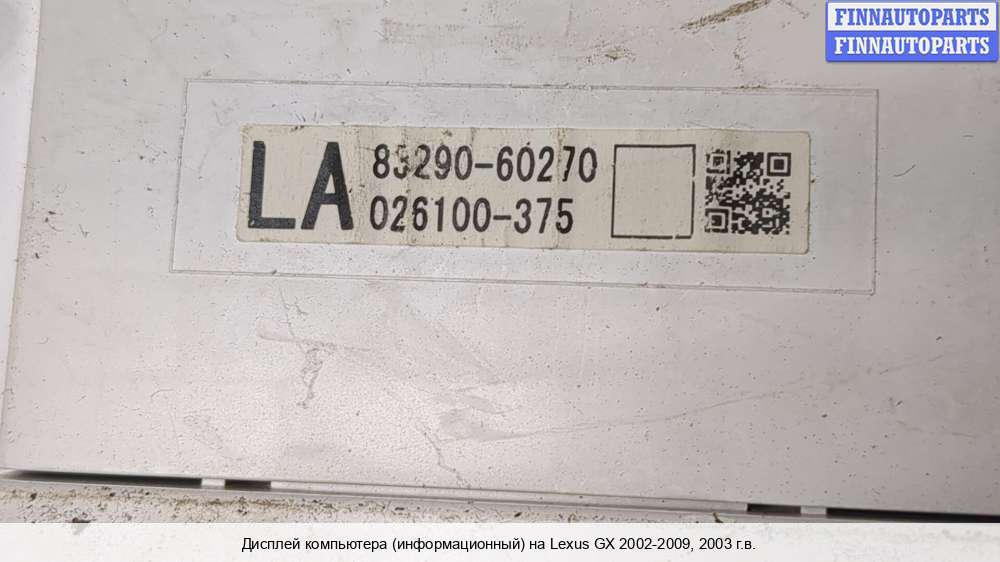 FINNAUTOPARTS
FINNAUTOPARTS
LA
83290-60270
026100-375
Дисплей компьютера (информационный) на Lexus GX 2002-2009, 2003 г.в.